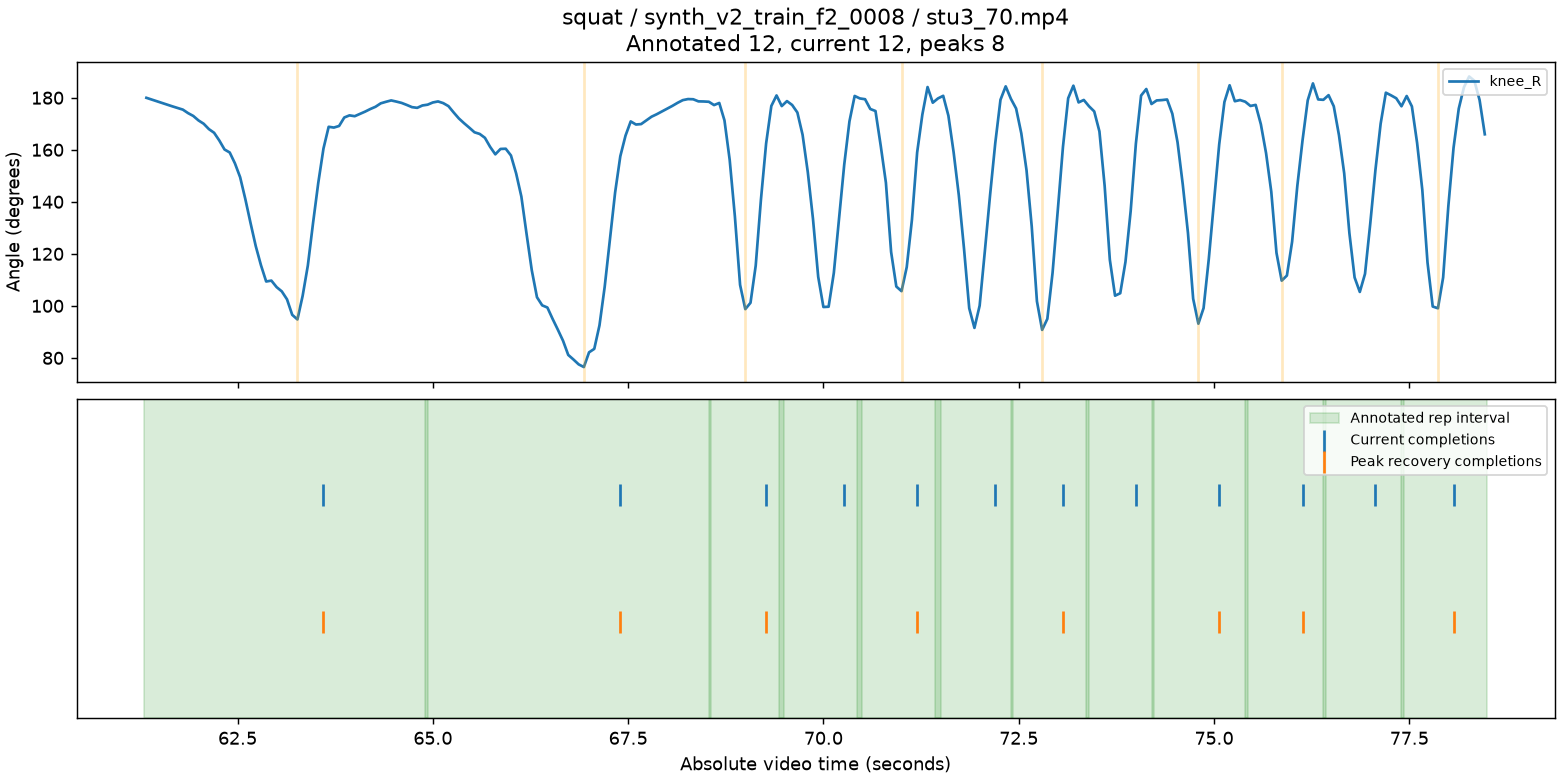 squat / synth_v2_train_f2_0008 / stu3_70.mp4
Annotated 12, current 12, peaks 8
knee_R
Angle (degrees)
180
160
140
120
100
80
Annotated rep interval
Current completions
Peak recovery completions
62.5 65.0 67.5 70.0 72.5 75.0 77.5
Absolute video time (seconds)